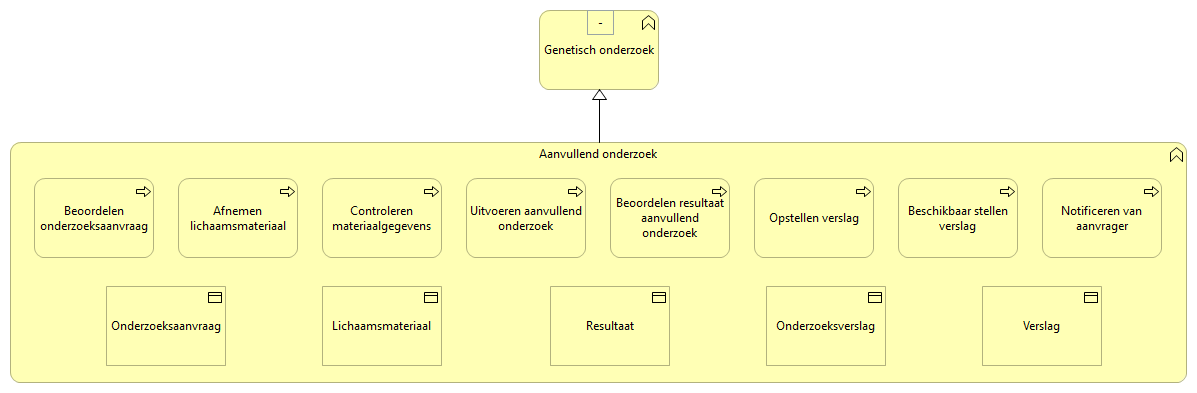 -
Genetisch onderzoek
Aanvullend onderzoek
Beoordelen
onderzoeksaanvraag
Afnemen
lichaamsmateriaal
Controleren
materiaalgegevens
Uitvoeren aanvullend
onderzoek
Beoordelen resultaat
aanvullend
onderzoek
Opstellen verslag
Beschikbaar stellen
verslag
Notificeren van
aanvrager
Onderzoeksaanvraag
Lichaamsmateriaal
Resultaat
Onderzoeksverslag
Verslag